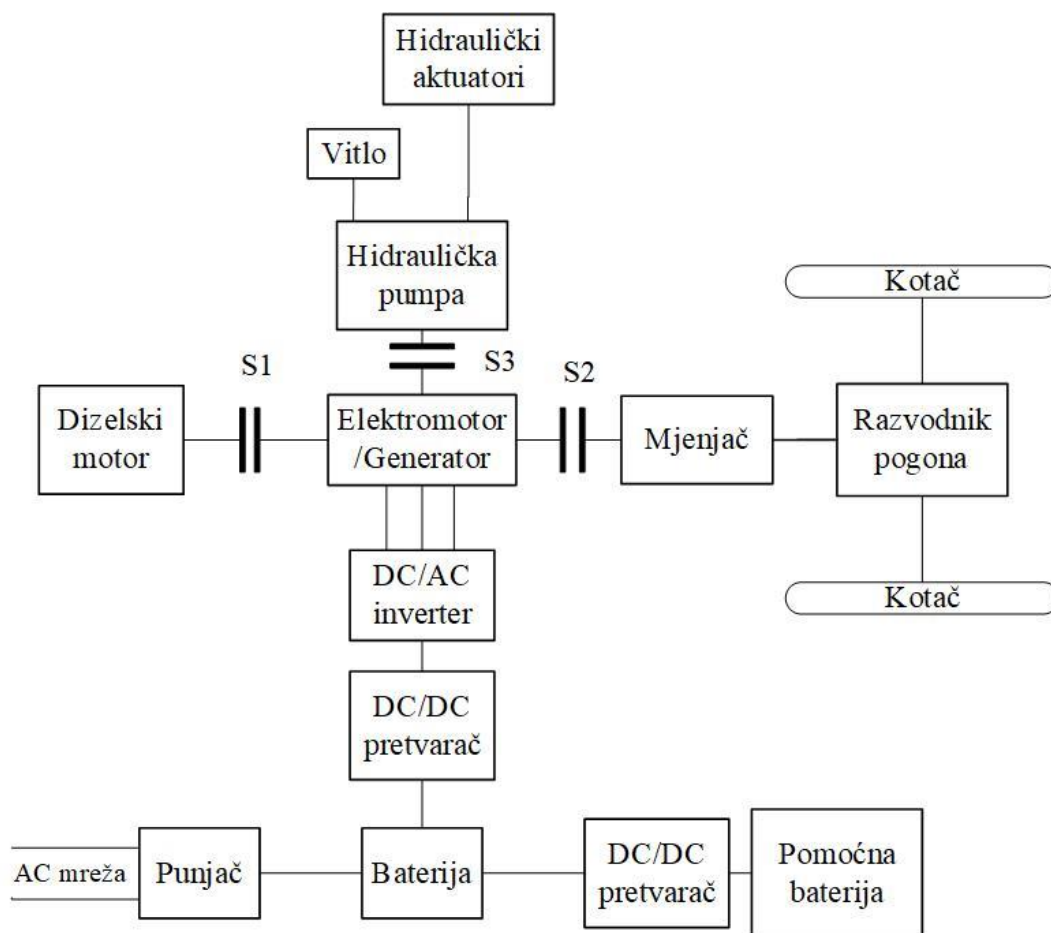 Hidraulički
aktuatori
Vitlo
Hidraulička
pumpa
Kotač
S1
S3
S2
Dizelski
motor
Elektromotor
/Generator
Mjenjač
Razvodnik
pogona
DC/AC
inverter
Kotač
DC/DC
pretvarač
AC mreža
Punjač
Baterija
DC/DC
pretvarač
Pomoćna
baterija